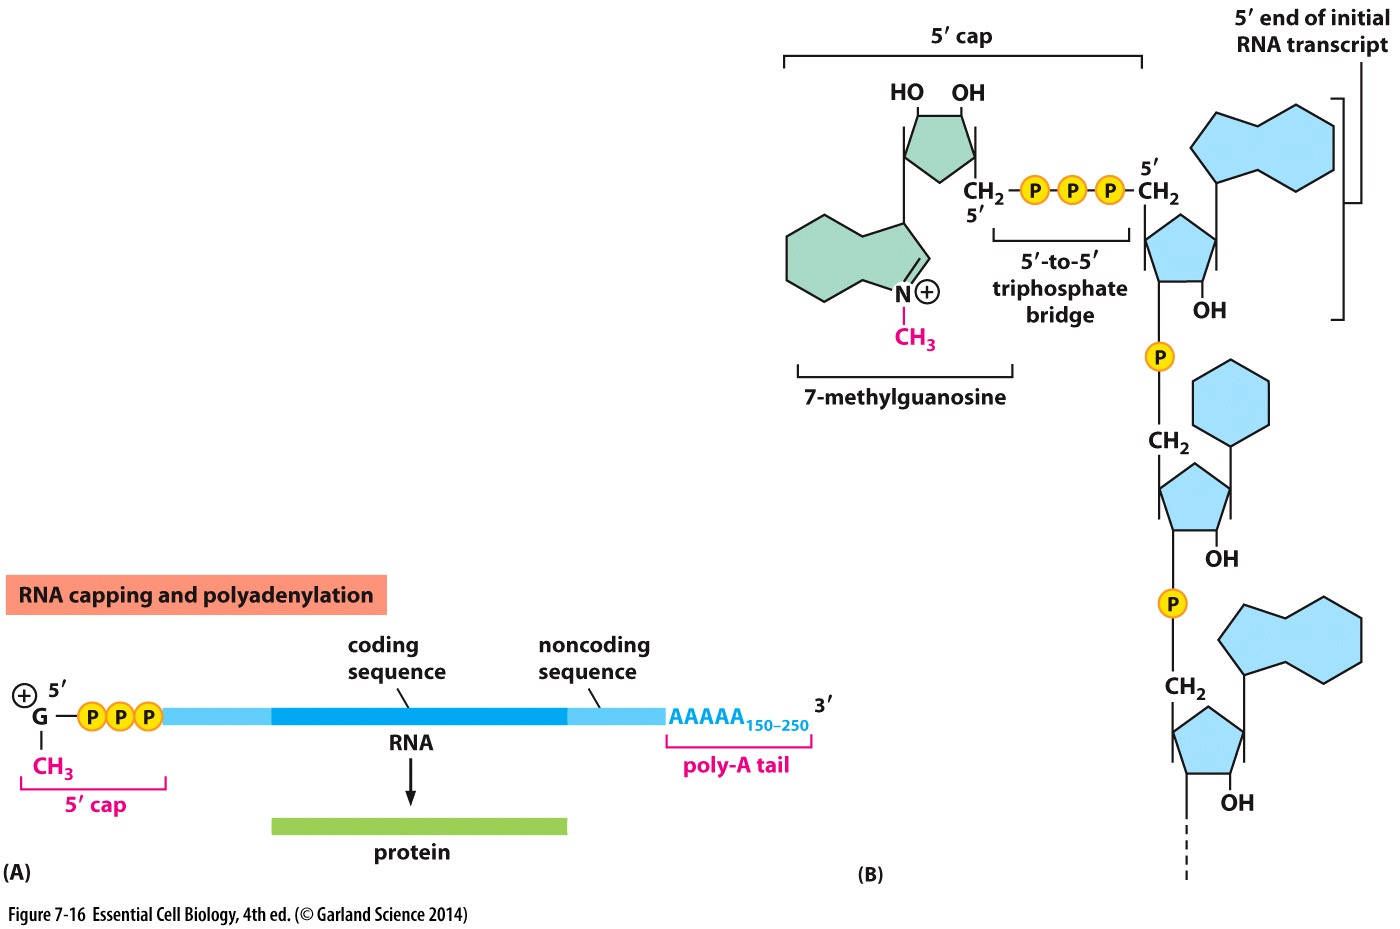 RNA capping and polyadenylation
coding
sequence
noncoding
sequence
+
5′
G
P P P
AAAAA150–250
3′
CH3
5′ cap
RNA
poly-A tail
protein
(A)
5′ cap
5′ end of initial
RNA transcript
HO OH
CH2
5′
P P P
5′
CH2
5′-to-5′
triphosphate
bridge
N +
CH3
7-methylguanosine
OH
P
CH2
OH
P
CH2
OH
(B)
Figure 7-16 Essential Cell Biology, 4th ed. (© Garland Science 2014)